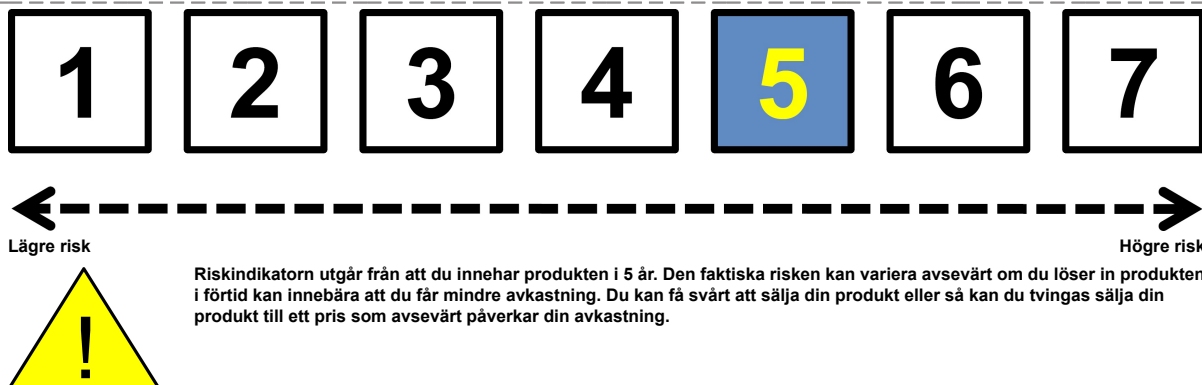 1 2 3 4 5 6 7
Lägre risk Högre risk
Riskindikatorn utgår från att du innehar produkten i 5 år. Den faktiska risken kan variera avsevärt om du löser in produkten
i förtid kan innebära att du får mindre avkastning. Du kan få svårt att sälja din produkt eller så kan du tvingas sälja din
produkt till ett pris som avsevärt påverkar din avkastning.
!